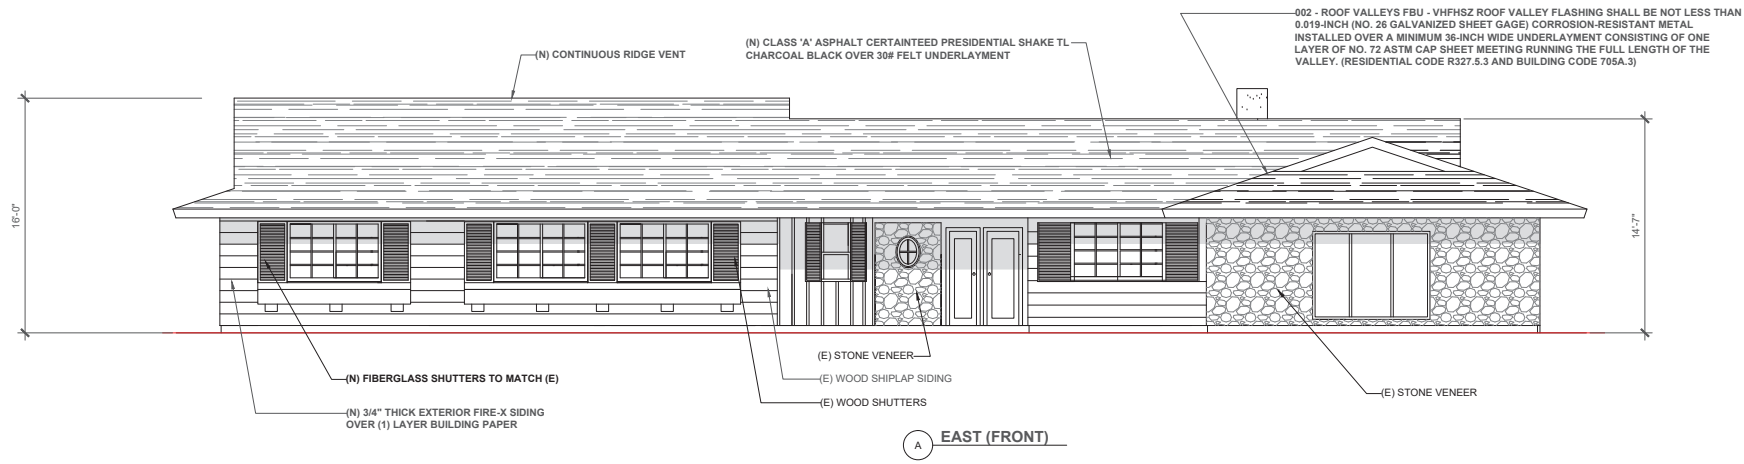 002 - ROOF VALLEYS FBU - VHFHSZ ROOF VALLEY FLASHING SHALL BE NOT LESS THAN
0.019-INCH (NO. 26 GALVANIZED SHEET GAGE) CORROSION-RESISTANT METAL
INSTALLED OVER A MINIMUM 36-INCH WIDE UNDERLAYMENT CONSISTING OF ONE
LAYER OF NO. 72 ASTM CAP SHEET MEETING RUNNING THE FULL LENGTH OF THE
VALLEY. (RESIDENTIAL CODE R327.5.3 AND BUILDING CODE 705A.3)
(N) CLASS 'A' ASPHALT CERTAINTEED PRESIDENTIAL SHAKE TL
CHARCOAL BLACK OVER 30# FELT UNDERLAYMENT
(N) CONTINUOUS RIDGE VENT
16'-0"
14'-7"
(E) STONE VENEER
(N) FIBERGLASS SHUTTERS TO MATCH (E)
(E) WOOD SHIPLAP SIDING
(E) STONE VENEER
(E) WOOD SHUTTERS
(N) 3/4" THICK EXTERIOR FIRE-X SIDING
OVER (1) LAYER BUILDING PAPER
A EAST (FRONT)